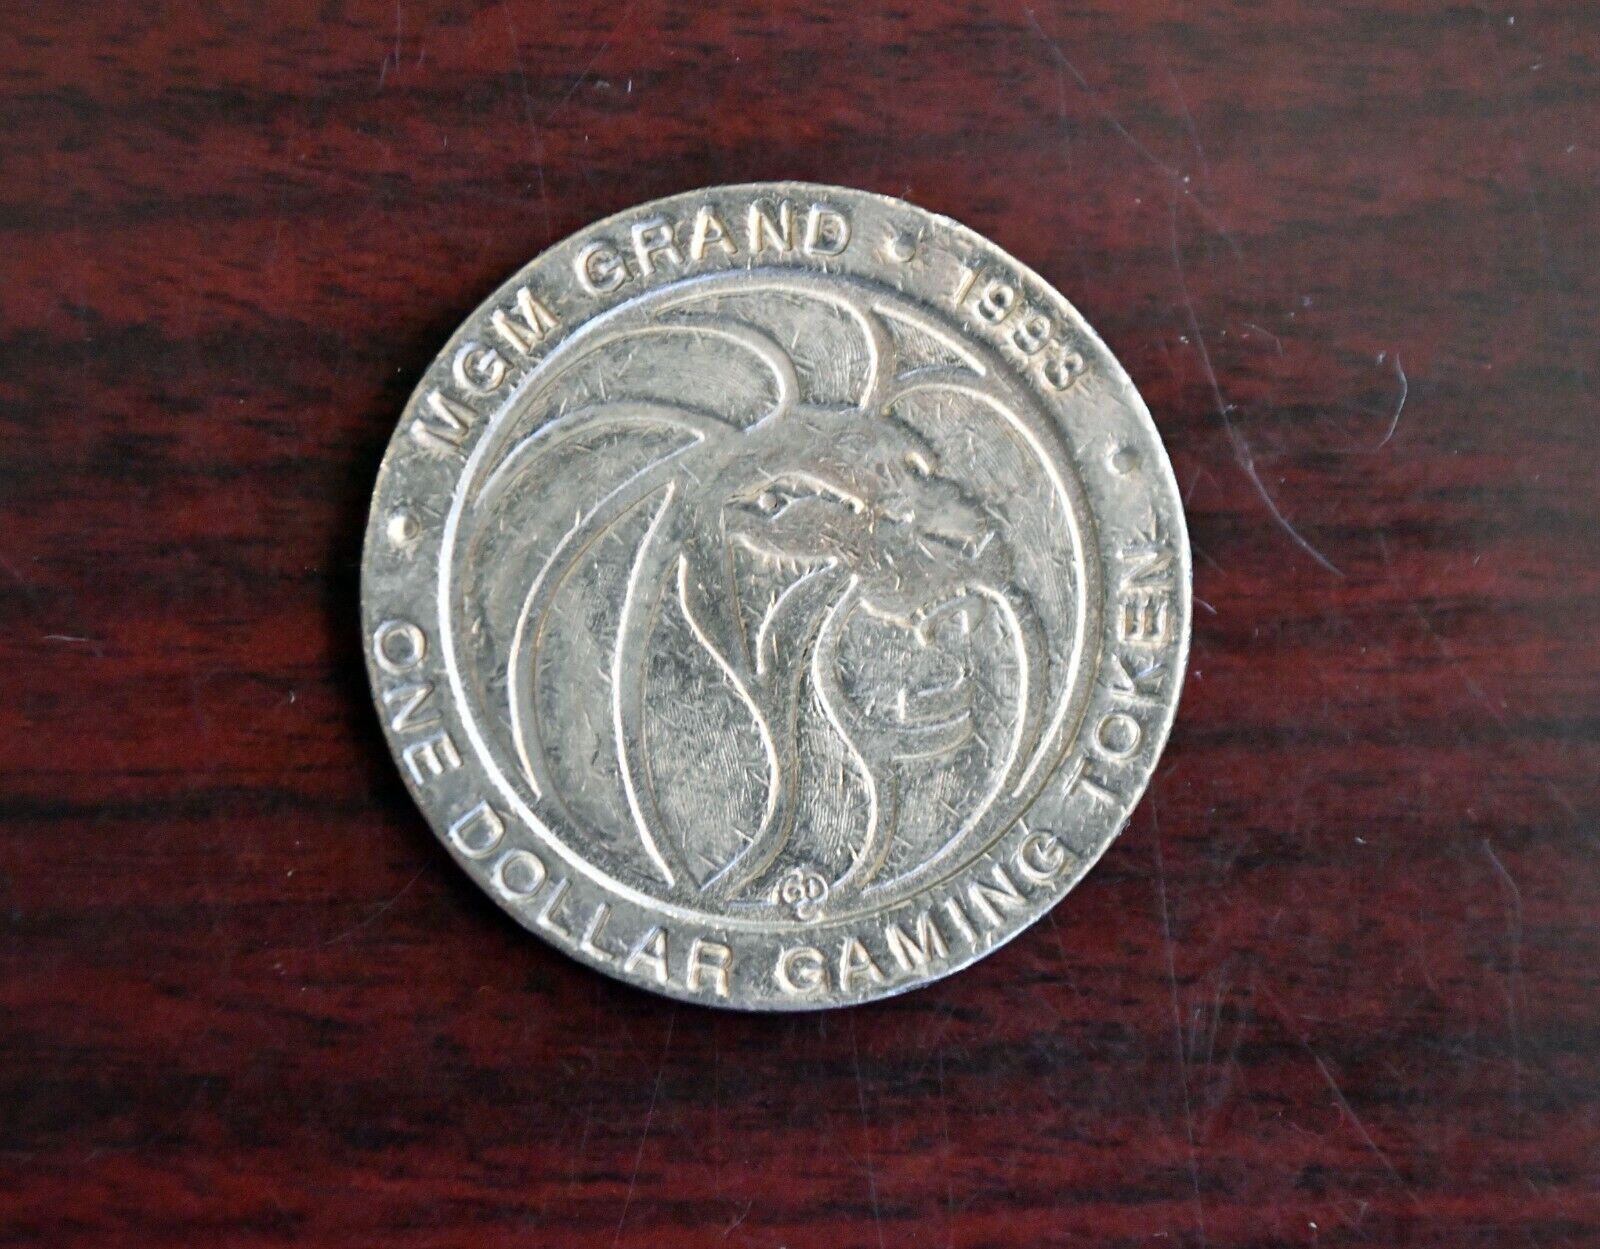 MGM GRAND • 1993 •
ONE DOLLAR GAMING TOKEN •